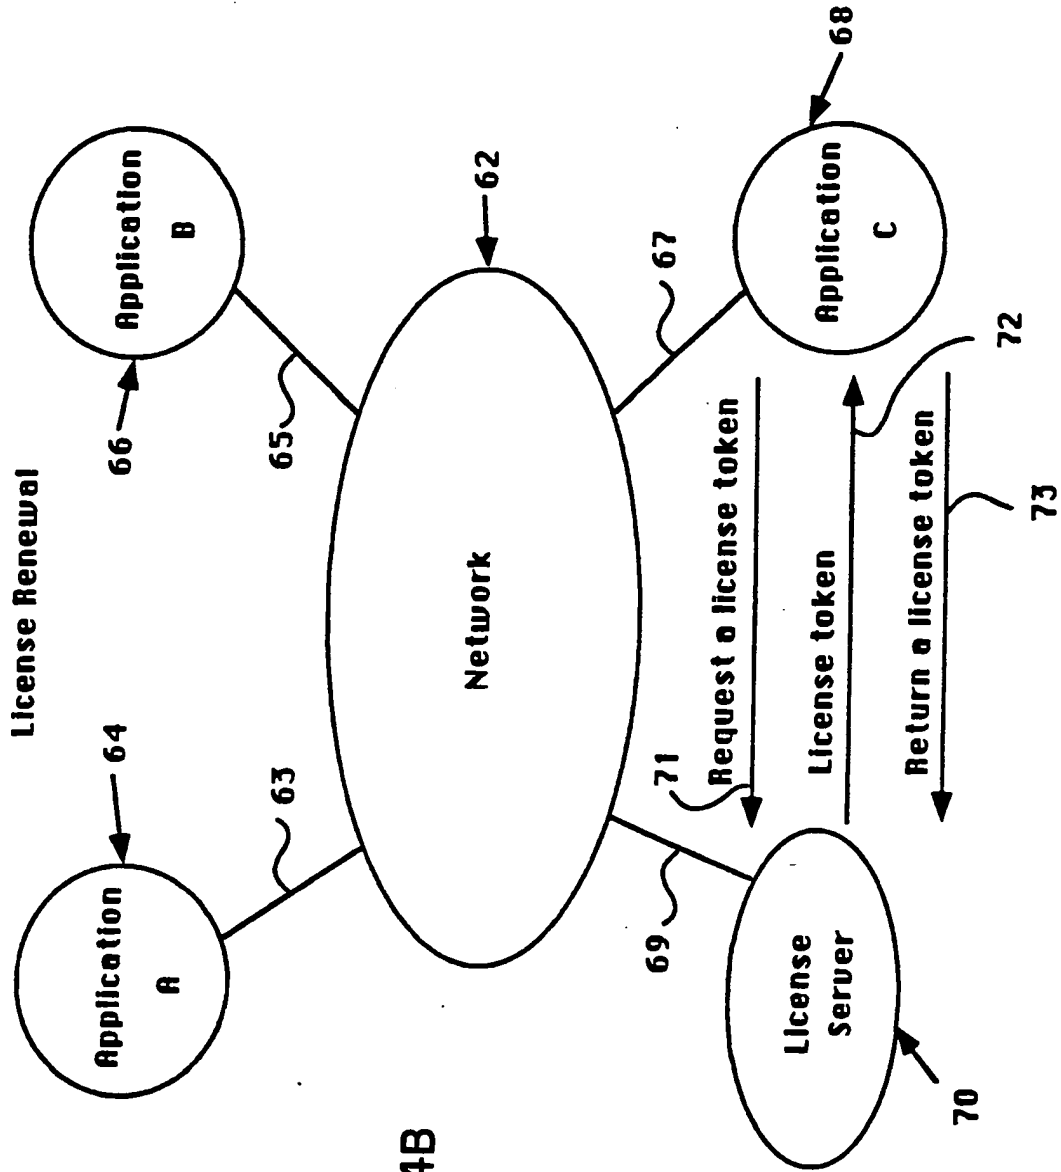 License Renewal
64
Application
A
63
66
Application
B
65
Network
62
67
68
Application
C
69
71
Request a license token
License token
Return a license token
72
73
License
Server
70
4B